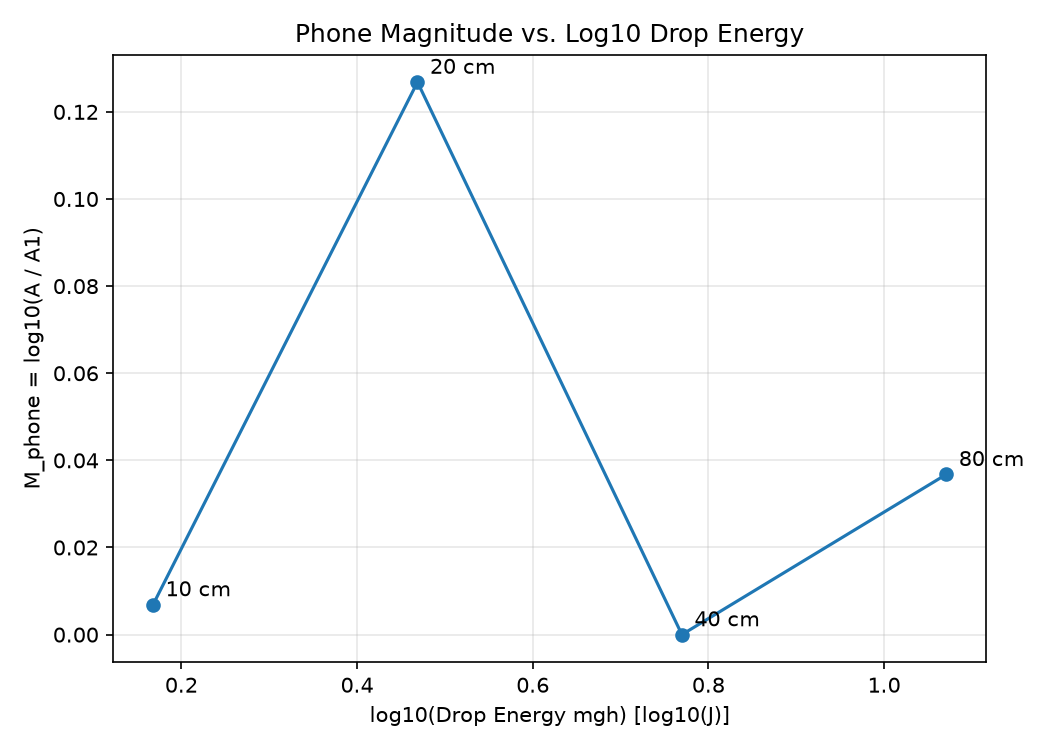 Phone Magnitude vs. Log10 Drop Energy
M_phone = log10(A / A1)
0.12
0.10
0.08
0.06
0.04
0.02
0.00
20 cm
80 cm
10 cm
40 cm
0.2 0.4 0.6 0.8 1.0
log10(Drop Energy mgh) [log10(J)]